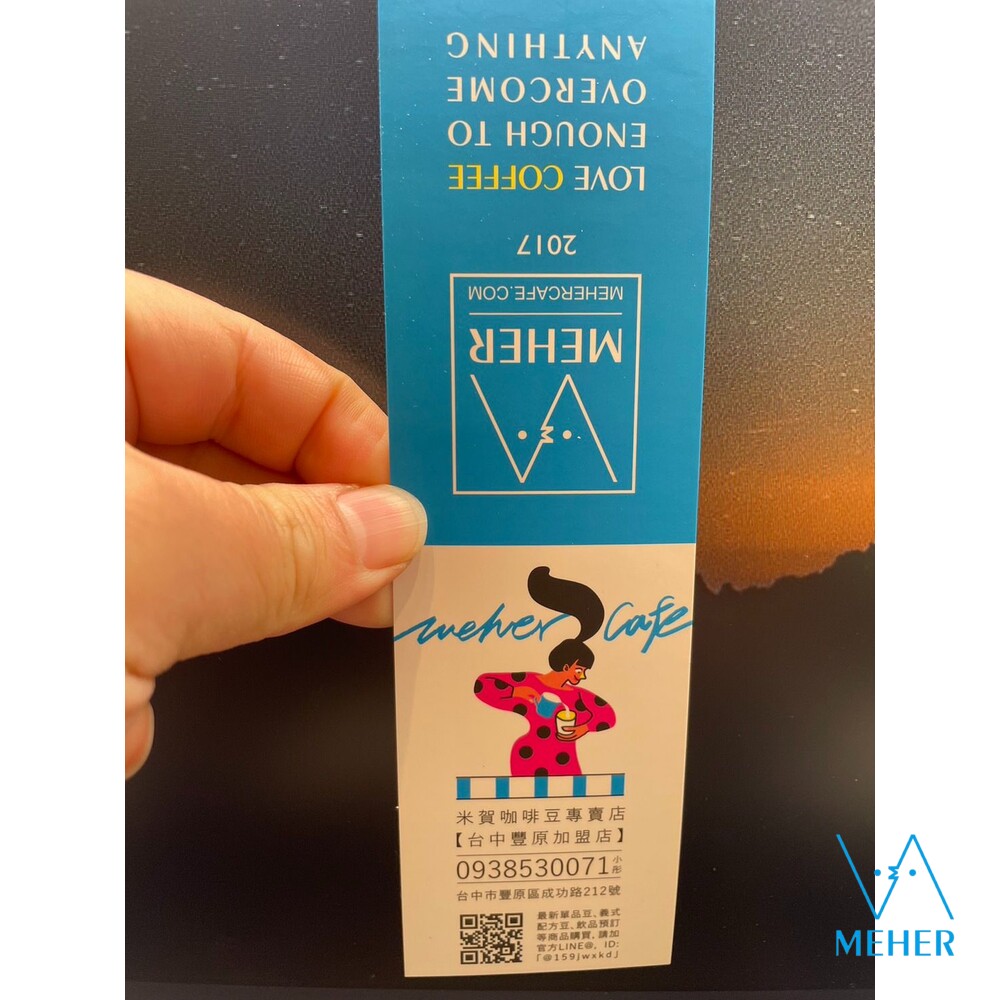 LOVE COFFEE
ENOUGH TO
OVERCOME
ANYTHING
2017
MEHERCAFE.COM
MEHER
meher Cafe
米賀咖啡豆專賣店
【台中豐原加盟店】
0938530071 小彤
台中市豐原區成功路212號
最新單品豆、義式
配方豆、飲品預訂
等商品購買，請加
官方LINE@，ID:
「@159jwxkd」
MEHER